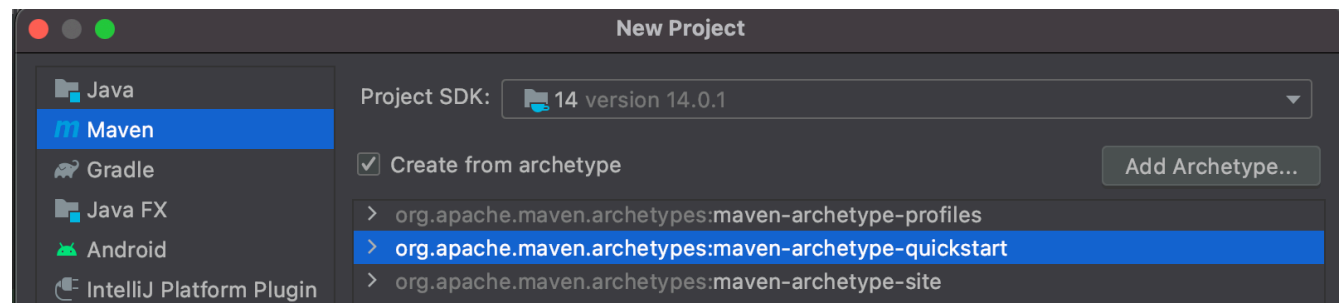 New Project
Java
Maven
Gradle
Java FX
Android
IntelliJ Platform Plugin
Project SDK: 14 version 14.0.1
Create from archetype
Add Archetype...
org.apache.maven.archetypes:maven-archetype-profiles
org.apache.maven.archetypes:maven-archetype-quickstart
org.apache.maven.archetypes:maven-archetype-site